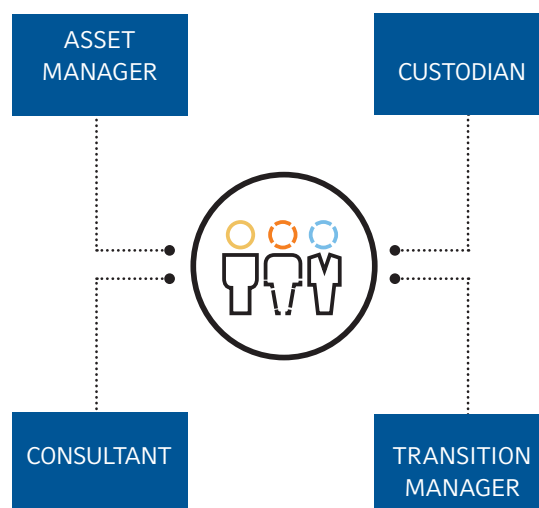 ASSET
MANAGER
CUSTODIAN
CONSULTANT
TRANSITION
MANAGER